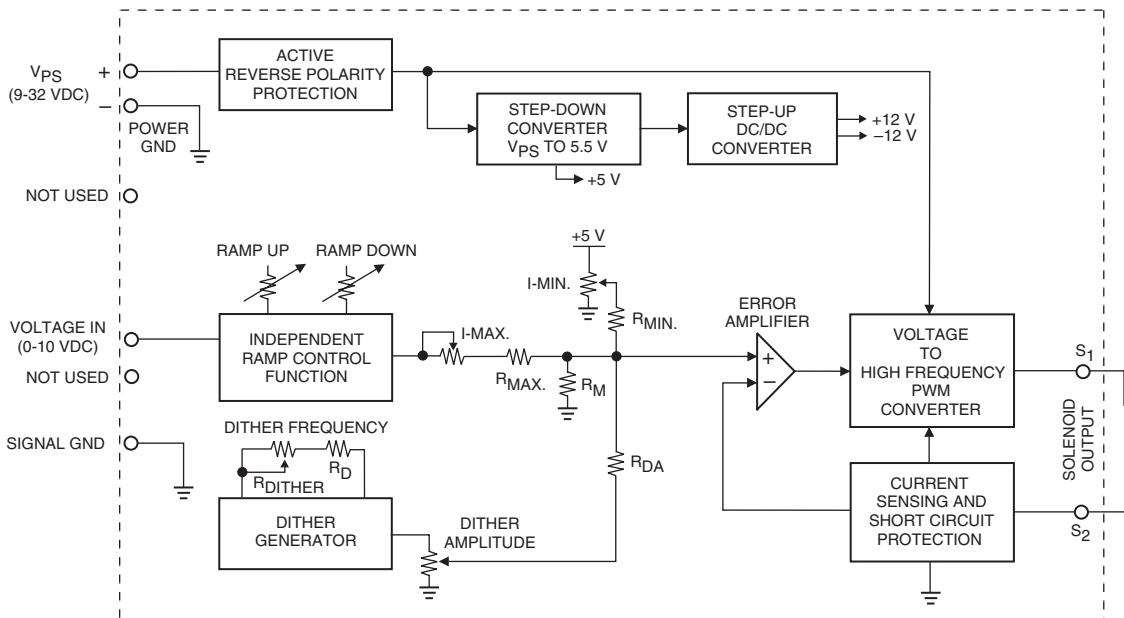 VPS
(9-32 VDC)
+
–
POWER
GND
ACTIVE
REVERSE POLARITY
PROTECTION
STEP-DOWN
CONVERTER
VPS TO 5.5 V
+5 V
STEP-UP
DC/DC
CONVERTER
+12 V
–12 V
NOT USED
RAMP UP
RAMP DOWN
VOLTAGE IN
(0-10 VDC)
INDEPENDENT
RAMP CONTROL
FUNCTION
NOT USED
I-MAX.
RMAX.
RM
+5 V
I-MIN.
RMIN.
ERROR
AMPLIFIER
+
–
VOLTAGE
TO
HIGH FREQUENCY
PWM
CONVERTER
S1
SOLENOID
OUTPUT
S2
SIGNAL GND
DITHER FREQUENCY
RD
RDITHER
DITHER
GENERATOR
DITHER
AMPLITUDE
RDA
CURRENT
SENSING AND
SHORT CIRCUIT
PROTECTION